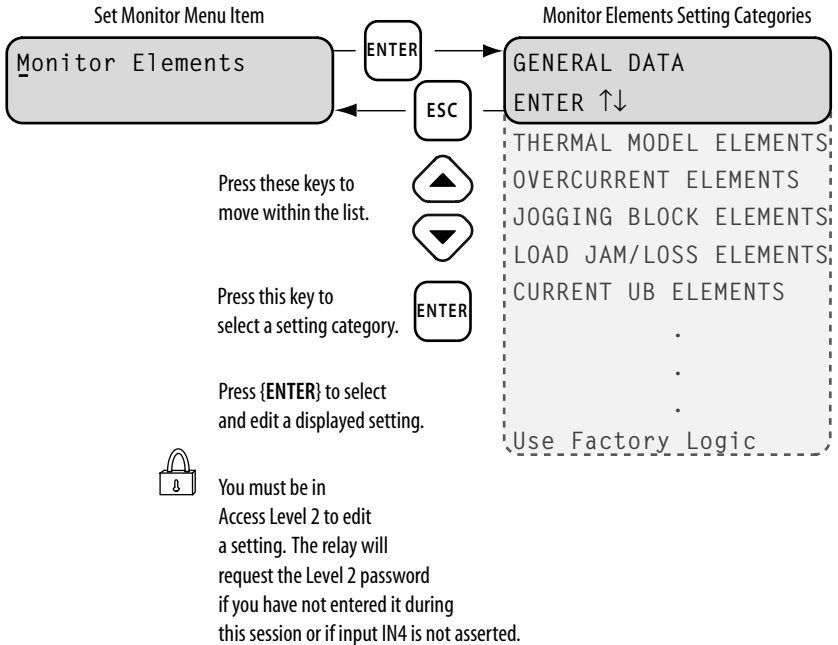 Set Monitor Menu Item
Monitor Elements Setting Categories
Monitor Elements
ENTER
GENERAL DATA
ENTER ↑↓
ESC
THERMAL MODEL ELEMENTS
OVERCURRENT ELEMENTS
JOGGING BLOCK ELEMENTS
LOAD JAM/LOSS ELEMENTS
CURRENT UB ELEMENTS
.
.
.
Use Factory Logic
Press these keys to
move within the list.
Press this key to
select a setting category.
ENTER
Press {ENTER} to select
and edit a displayed setting.
You must be in
Access Level 2 to edit
a setting. The relay will
request the Level 2 password
if you have not entered it during
this session or if input IN4 is not asserted.